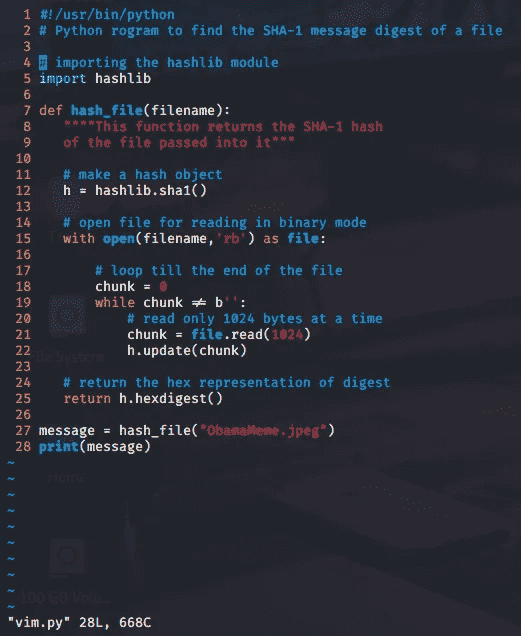 1 #!/usr/bin/python
2 # Python rogram to find the SHA-1 message digest of a file
3
4 # importing the hashlib module
5 import hashlib
6
7 def hash_file(filename):
8    """"This function returns the SHA-1 hash
9    of the file passed into it"""
10
11    # make a hash object
12    h = hashlib.sha1()
13
14    # open file for reading in binary mode
15    with open(filename,'rb') as file:
16
17        # loop till the end of the file
18        chunk = 0
19        while chunk != b'':
20            # read only 1024 bytes at a time
21            chunk = file.read(1024)
22            h.update(chunk)
23
24    # return the hex representation of digest
25    return h.hexdigest()
26
27 message = hash_file("ObamaMeme.jpeg")
28 print(message)
~
~
~
~
~
~
~
~
~
~
"vim.py" 28L, 668C